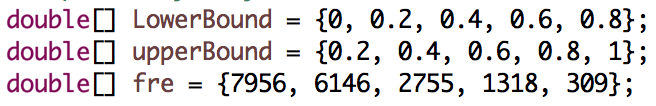 double[] LowerBound = {0, 0.2, 0.4, 0.6, 0.8};
double[] upperBound = {0.2, 0.4, 0.6, 0.8, 1};
double[] fre = {7956, 6146, 2755, 1318, 309};